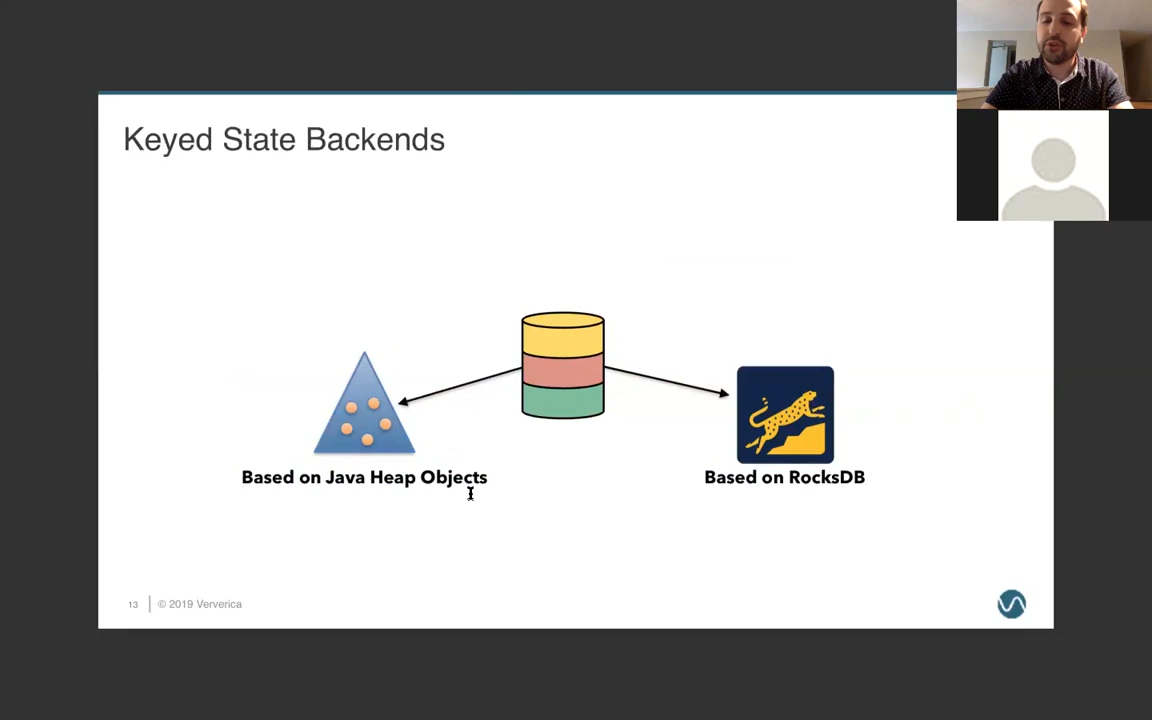 Keyed State Backends
Based on Java Heap Objects
Based on RocksDB
13
© 2019 Ververica